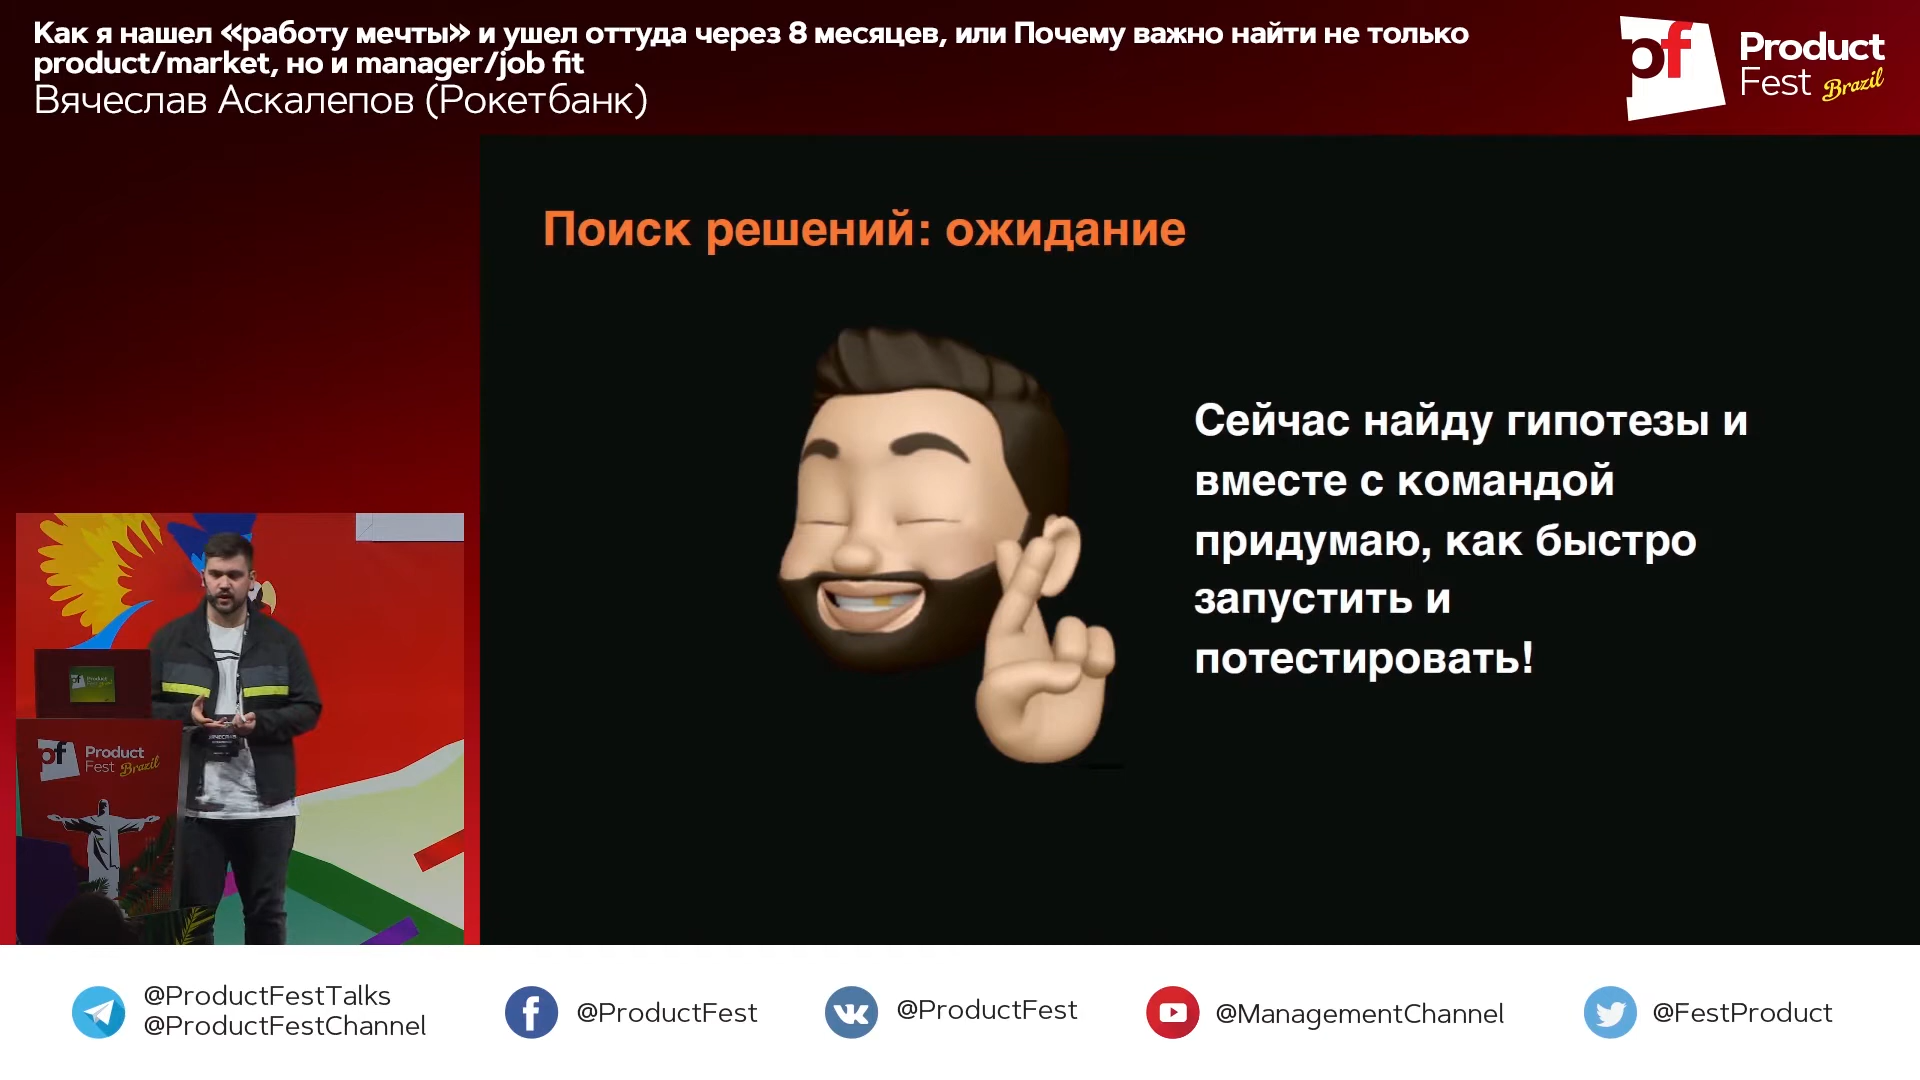 Как я нашел «работу мечты» и ушел оттуда через 8 месяцев, или Почему важно найти не только
product/market, но и manager/job fit
Вячеслав Аскалепов (Рокетбанк)
pf
Product
Fest Brazil
Поиск решений: ожидание
Сейчас найду гипотезы и
вместе с командой
придумаю, как быстро
запустить и
потестировать!
pf
Product
Fest Brazil
@ProductFestTalks
@ProductFestChannel
@ProductFest
@ProductFest
@ManagementChannel
@FestProduct